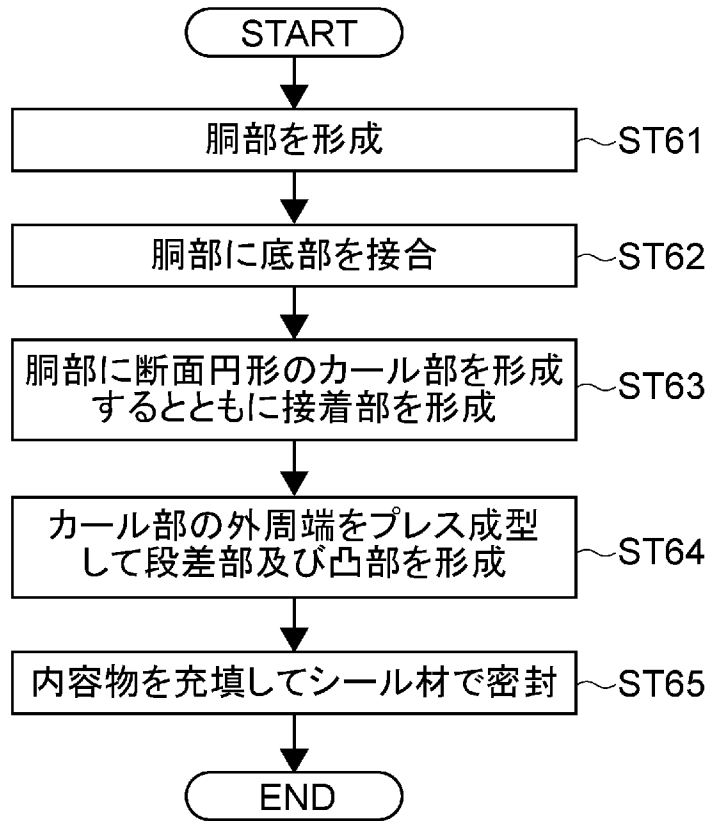 START
胴部を形成
ST61
胴部に底部を接合
ST62
胴部に断面円形のカール部を形成
するとともに接着部を形成
ST63
カール部の外周端をプレス成型
して段差部及び凸部を形成
ST64
内容物を充填してシール材で密封
ST65
END